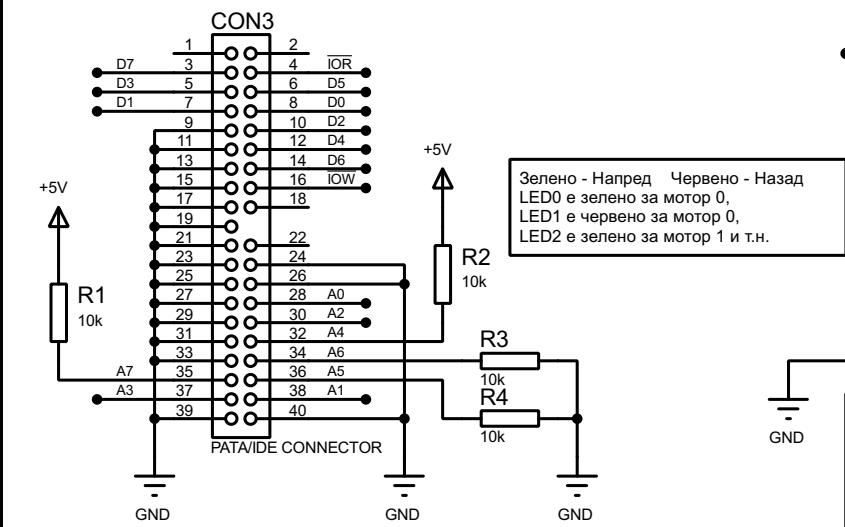 CON3
1 2
D7 3 4 IOR
D3 5 6 D5
D1 7 8 D0
9 10 D2
11 12 D4
13 14 D6
15 16 IOW
17 18
19
21 22
23 24
25 26
27 28 A0
29 30 A2
31 32 A4
33 34 A6
A7 35 36 A5
A3 37 38 A1
39 40
PATA/IDE CONNECTOR
+5V
R1
10k
+5V
R2
10k
R3
10k
R4
10k
GND
GND
GND
Зелено - Напред Червено - Назад
LED0 е зелено за мотор 0,
LED1 е червено за мотор 0,
LED2 е зелено за мотор 1 и т.н.
GND